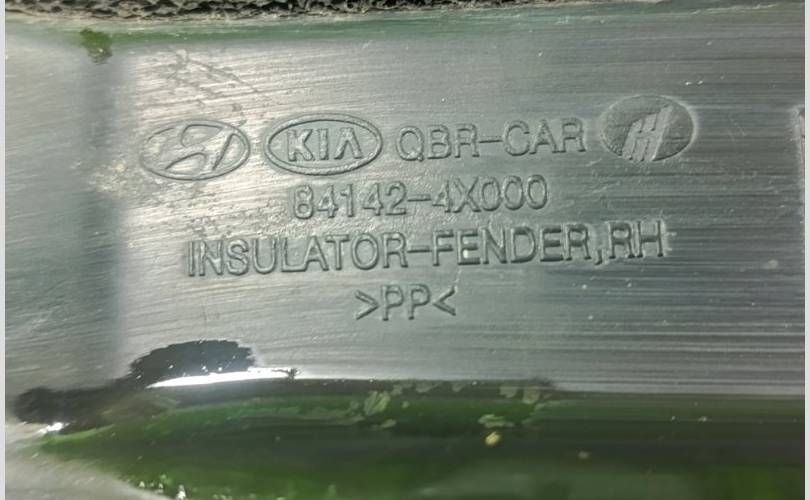 KIA QBR-CAR
84142-4X000
INSULATOR-FENDER,RH
>PP<